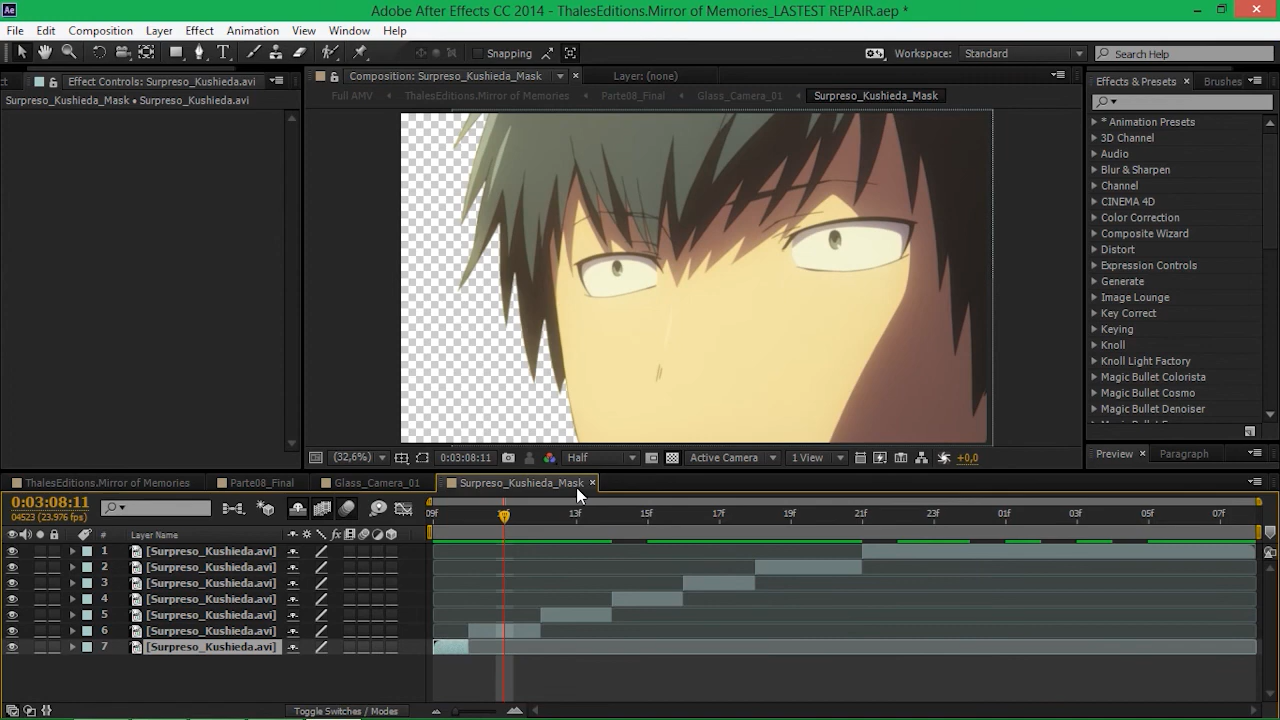 Ae Adobe After Effects CC 2014 - ThalesEditions.Mirror of Memories_LASTEST REPAIR.aep *
File Edit Composition Layer Effect Animation View Window Help
Snapping Workspace: Standard Search Help
Effect Controls: Surpreso_Kushieda.avi
Composition: Surpreso_Kushieda_Mask Layer: (none)
Effects & Presets × Brushes
Surpreso_Kushieda_Mask • Surpreso_Kushieda.avi
Full AMV ThalesEditions.Mirror of Memories Parte08_Final Glass_Camera_01 Surpreso_Kushieda_Mask
* Animation Presets
3D Channel
Audio
Blur & Sharpen
Channel
CINEMA 4D
Color Correction
Composite Wizard
Distort
Expression Controls
Generate
Image Lounge
Key Correct
Keying
Knoll
Knoll Light Factory
Magic Bullet Colorista
Magic Bullet Cosmo
Magic Bullet Denoiser
(32,6%) 0:03:08:11 Half Active Camera 1 View +0,0
Preview × Paragraph
ThalesEditions.Mirror of Memories Parte08_Final Glass_Camera_01 Surpreso_Kushieda_Mask ×
0:03:08:11
04523 (23.976 fps)
09f 13f 15f 17f 19f 21f 23f 01f 03f 05f 07f
# Layer Name fx
1 [Surpreso_Kushieda.avi]
2 [Surpreso_Kushieda.avi]
3 [Surpreso_Kushieda.avi]
4 [Surpreso_Kushieda.avi]
5 [Surpreso_Kushieda.avi]
6 [Surpreso_Kushieda.avi]
7 [Surpreso_Kushieda.avi]
Toggle Switches / Modes